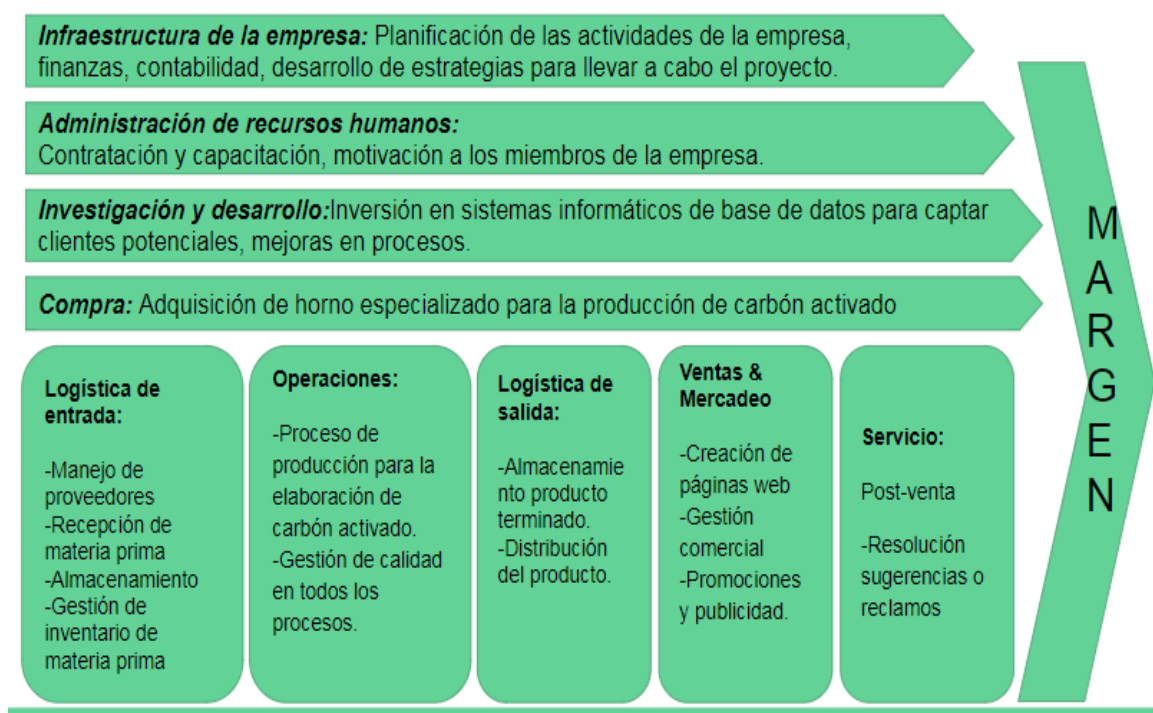 Infraestructura de la empresa: Planificación de las actividades de la empresa,
finanzas, contabilidad, desarrollo de estrategias para llevar a cabo el proyecto.
Administración de recursos humanos:
Contratación y capacitación, motivación a los miembros de la empresa.
Investigación y desarrollo:Inversión en sistemas informáticos de base de datos para captar
clientes potenciales, mejoras en procesos.
Compra: Adquisición de horno especializado para la producción de carbón activado
Logística de
entrada:
-Manejo de
proveedores
-Recepción de
materia prima
-Almacenamiento
-Gestión de
inventario de
materia prima
Operaciones:
-Proceso de
producción para la
elaboración de
carbón activado.
-Gestión de calidad
en todos los
procesos.
Logística de
salida:
-Almacenamie
nto producto
terminado.
-Distribución
del producto.
Ventas &
Mercadeo
-Creación de
páginas web
-Gestión
comercial
-Promociones
y publicidad.
Servicio:
Post-venta
-Resolución
sugerencias o
reclamos
MARGEN